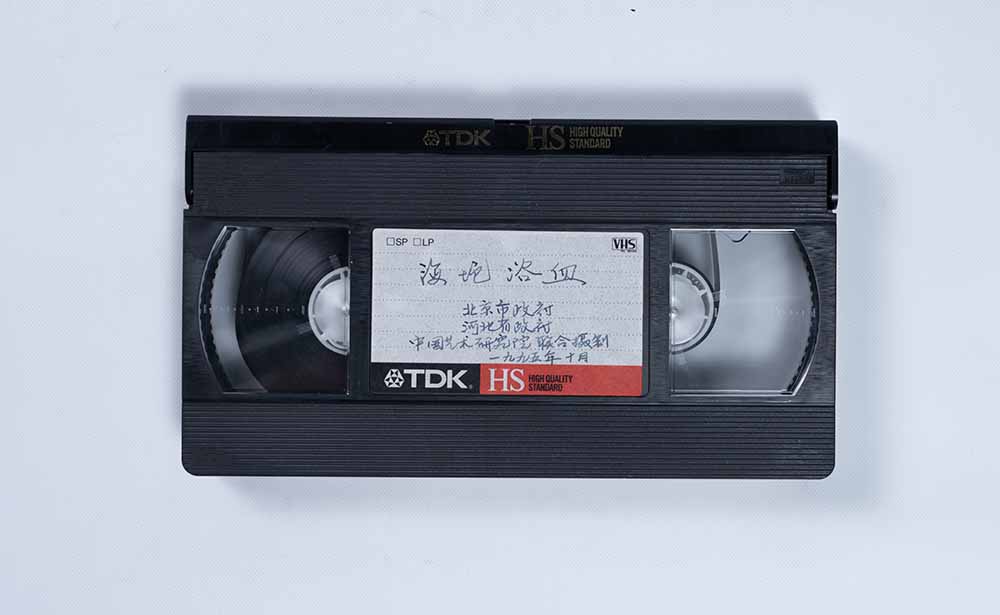 TDK HS HIGH QUALITY
STANDARD
□SP □LP VHS
海坨浴血
北京市政府
河北省政府
中国艺术研究院 联合摄制
一九九五年十月
TDK HS HIGH QUALITY
STANDARD